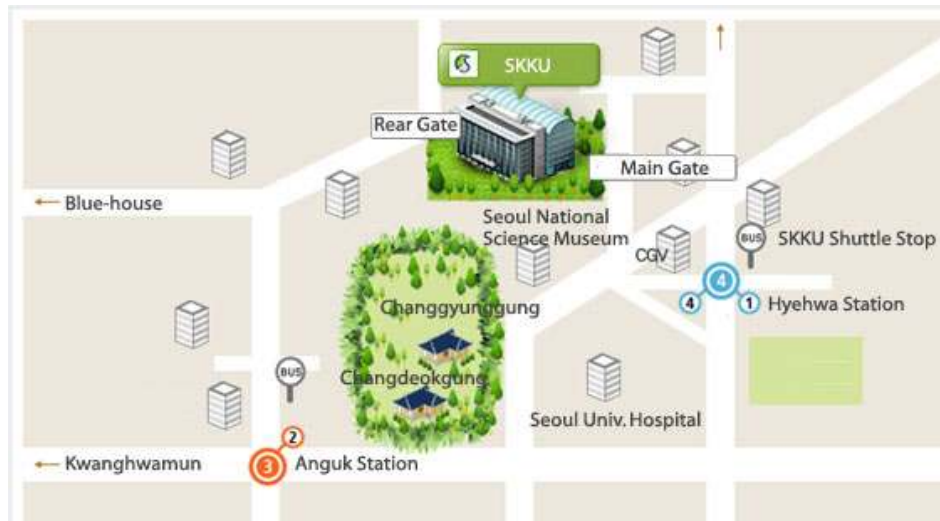 SKKU
Rear Gate
Main Gate
Blue-house
Seoul National
Science Museum
BUS
SKKU Shuttle Stop
CGV
4
4
1
Hyehwa Station
Changgyunggung
BUS
Changdeokgung
Seoul Univ. Hospital
2
Kwanghwamun
3
Anguk Station